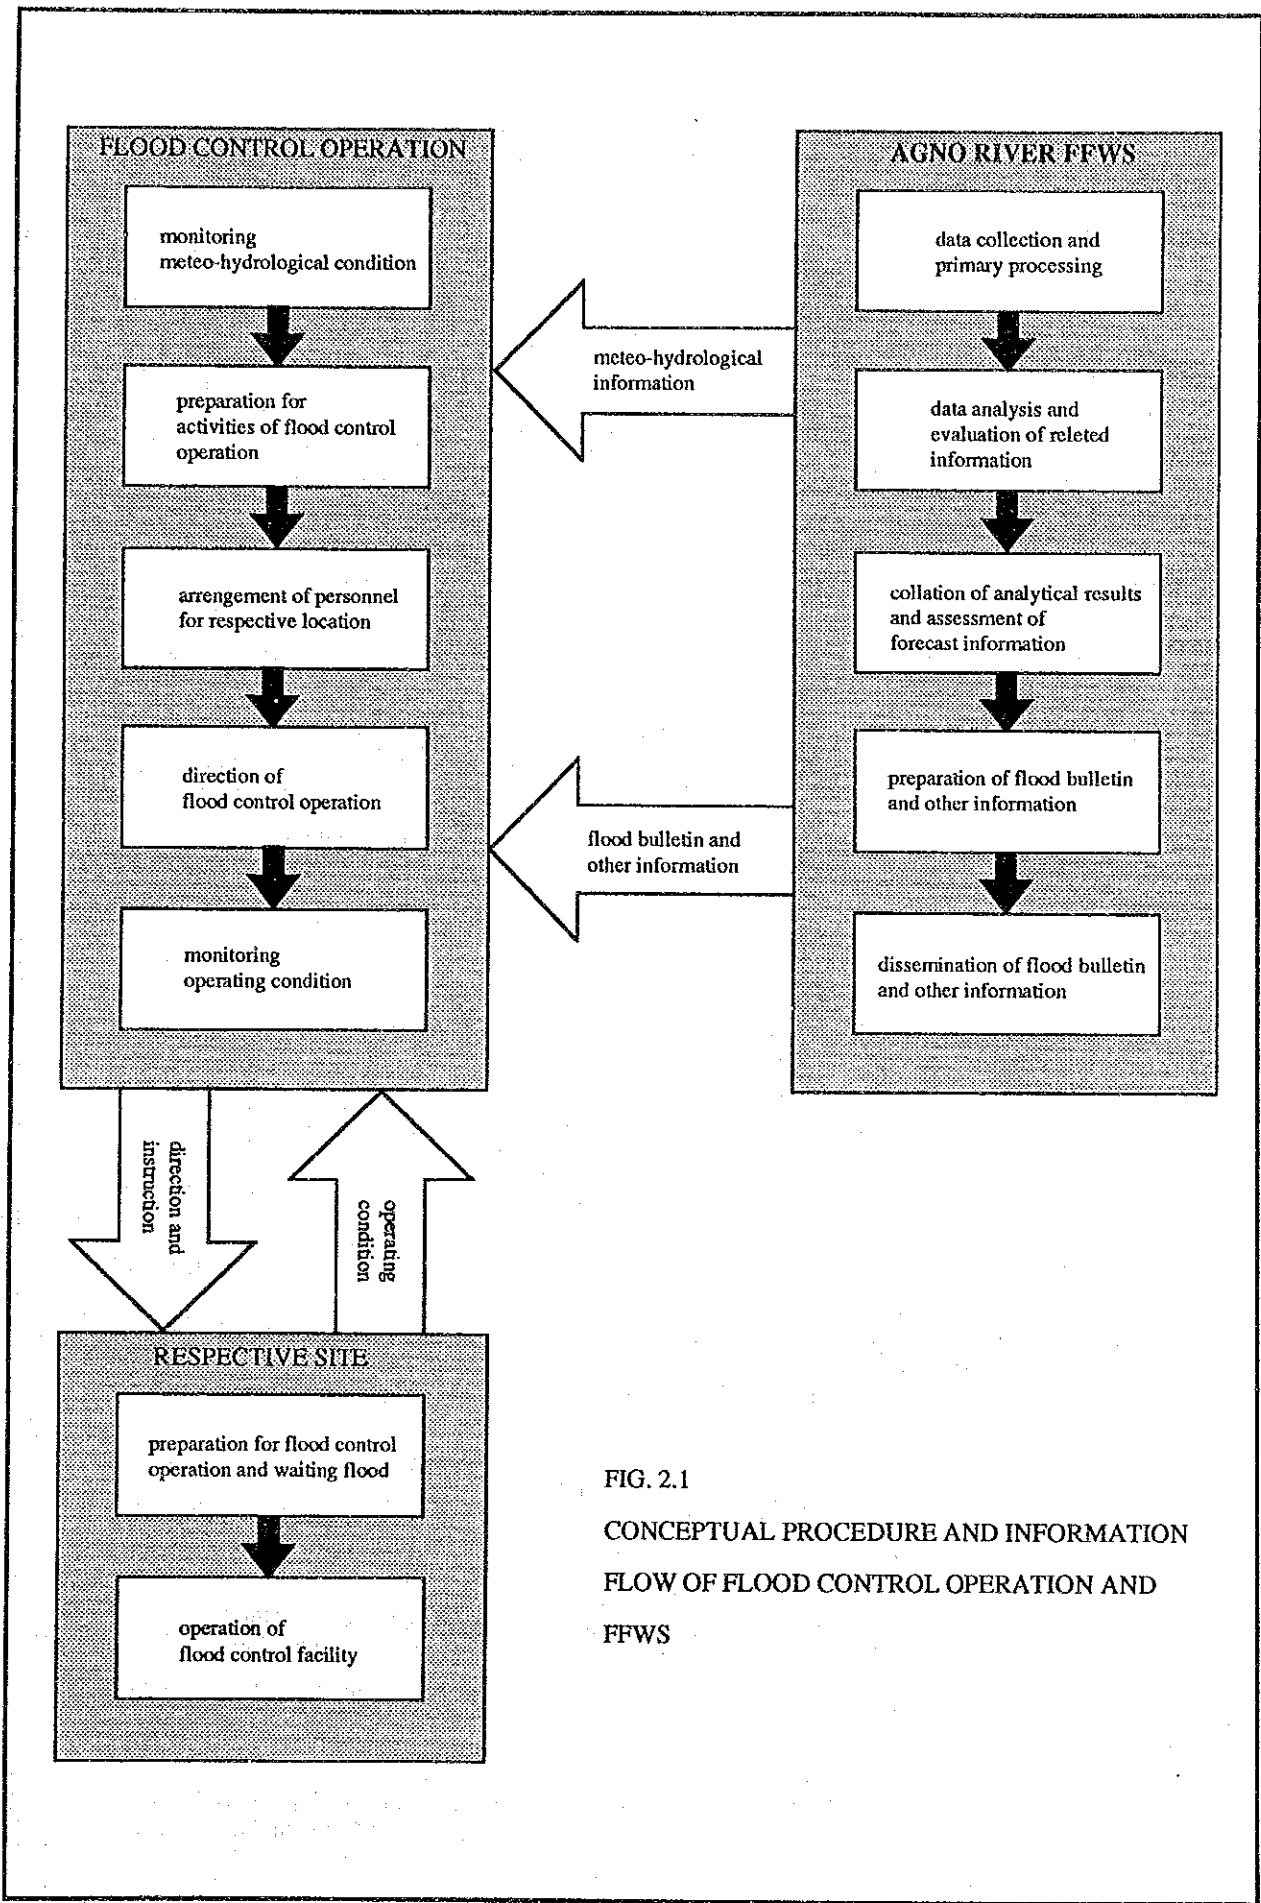 FLOOD CONTROL OPERATION
monitoring
meteo-hydrological condition
preparation for
activities of flood control
operation
arrengement of personnel
for respective location
direction of
flood control operation
monitoring
operating condition
meteo-hydrological
information
flood bulletin and
other information
AGNO RIVER FFWS
data collection and
primary processing
data analysis and
evaluation of releted
information
collation of analytical results
and assessment of
forecast information
preparation of flood bulletin
and other information
dissemination of flood bulletin
and other information
direction and
instruction
operating
condition
RESPECTIVE SITE
preparation for flood control
operation and waiting flood
operation of
flood control facility
FIG. 2.1
CONCEPTUAL PROCEDURE AND INFORMATION
FLOW OF FLOOD CONTROL OPERATION AND
FFWS